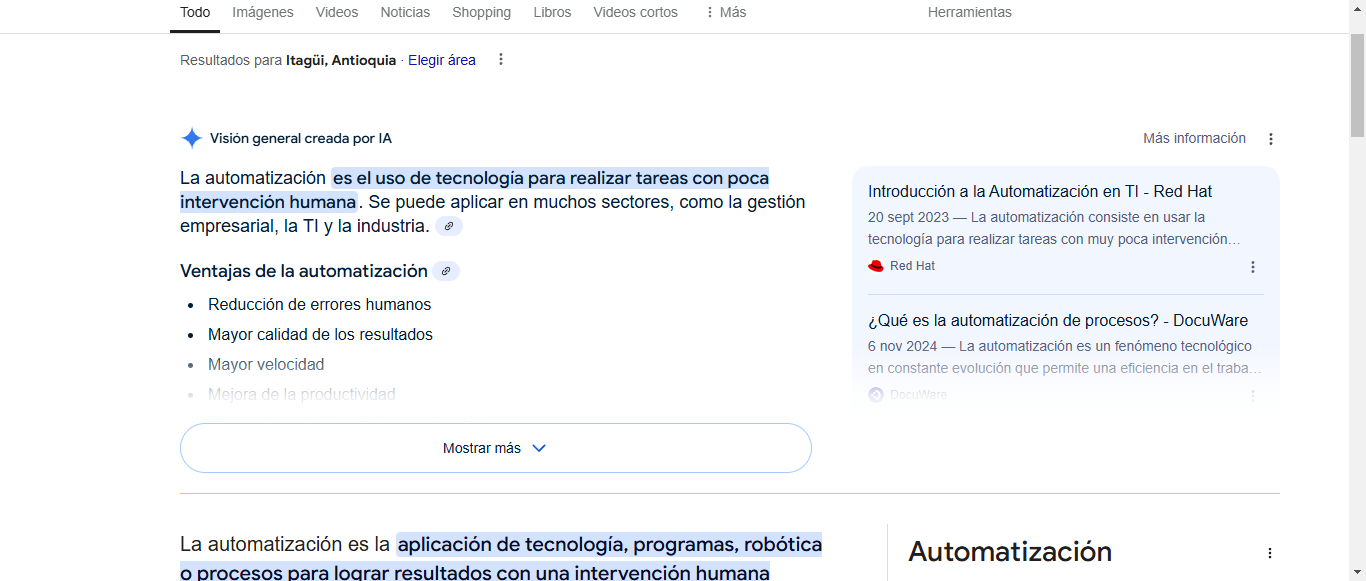 Todo Imágenes Videos Noticias Shopping Libros Videos cortos Más Herramientas
Resultados para Itagüi, Antioquia · Elegir área
Visión general creada por IA
Más información
La automatización es el uso de tecnología para realizar tareas con poca
intervención humana. Se puede aplicar en muchos sectores, como la gestión
empresarial, la TI y la industria.
Ventajas de la automatización
• Reducción de errores humanos
• Mayor calidad de los resultados
• Mayor velocidad
• Mejora de la productividad
Introducción a la Automatización en TI - Red Hat
20 sept 2023 — La automatización consiste en usar la
tecnología para realizar tareas con muy poca intervención…
Red Hat
¿Qué es la automatización de procesos? - DocuWare
6 nov 2024 — La automatización es un fenómeno tecnológico
en constante evolución que permite una eficiencia en el traba…
DocuWare
Mostrar más
La automatización es la aplicación de tecnología, programas, robótica
o procesos para lograr resultados con una intervención humana
Automatización